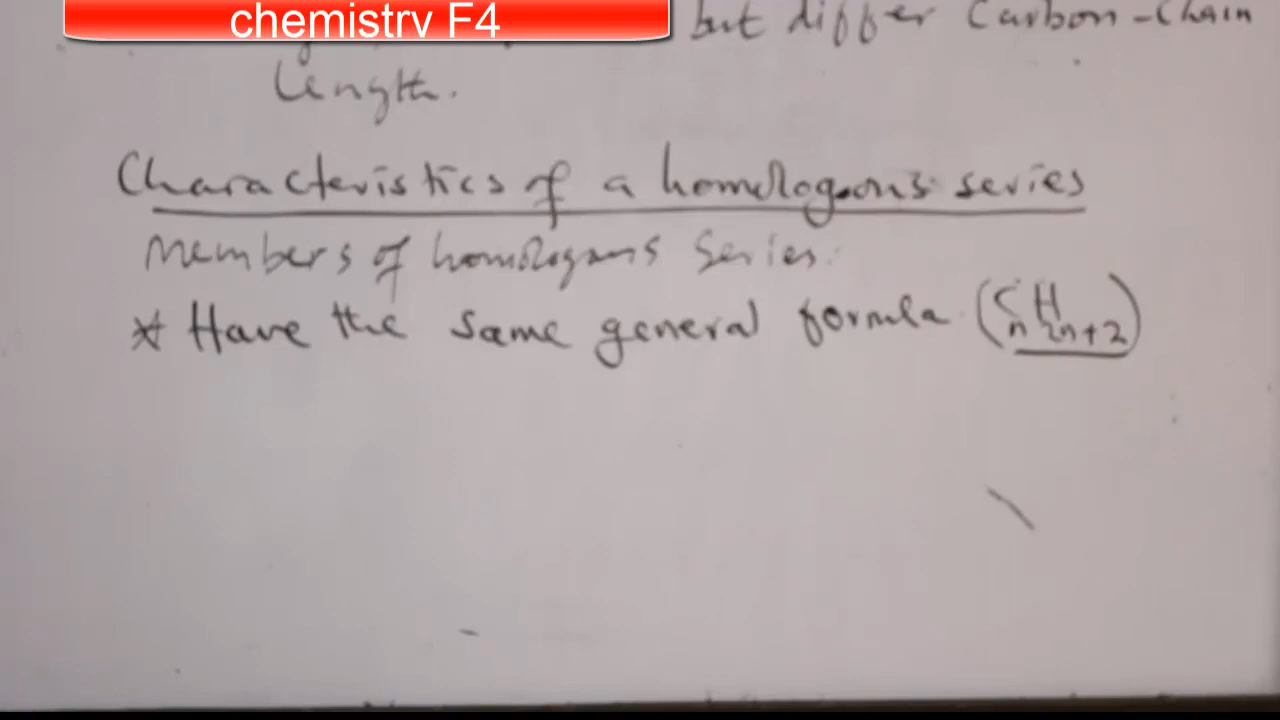 chemistry F4
but differ Carbon-Chain
length.
Characteristics of a homologous series
Members of homologous series.
* Have the same general formula (CnH2n+2)